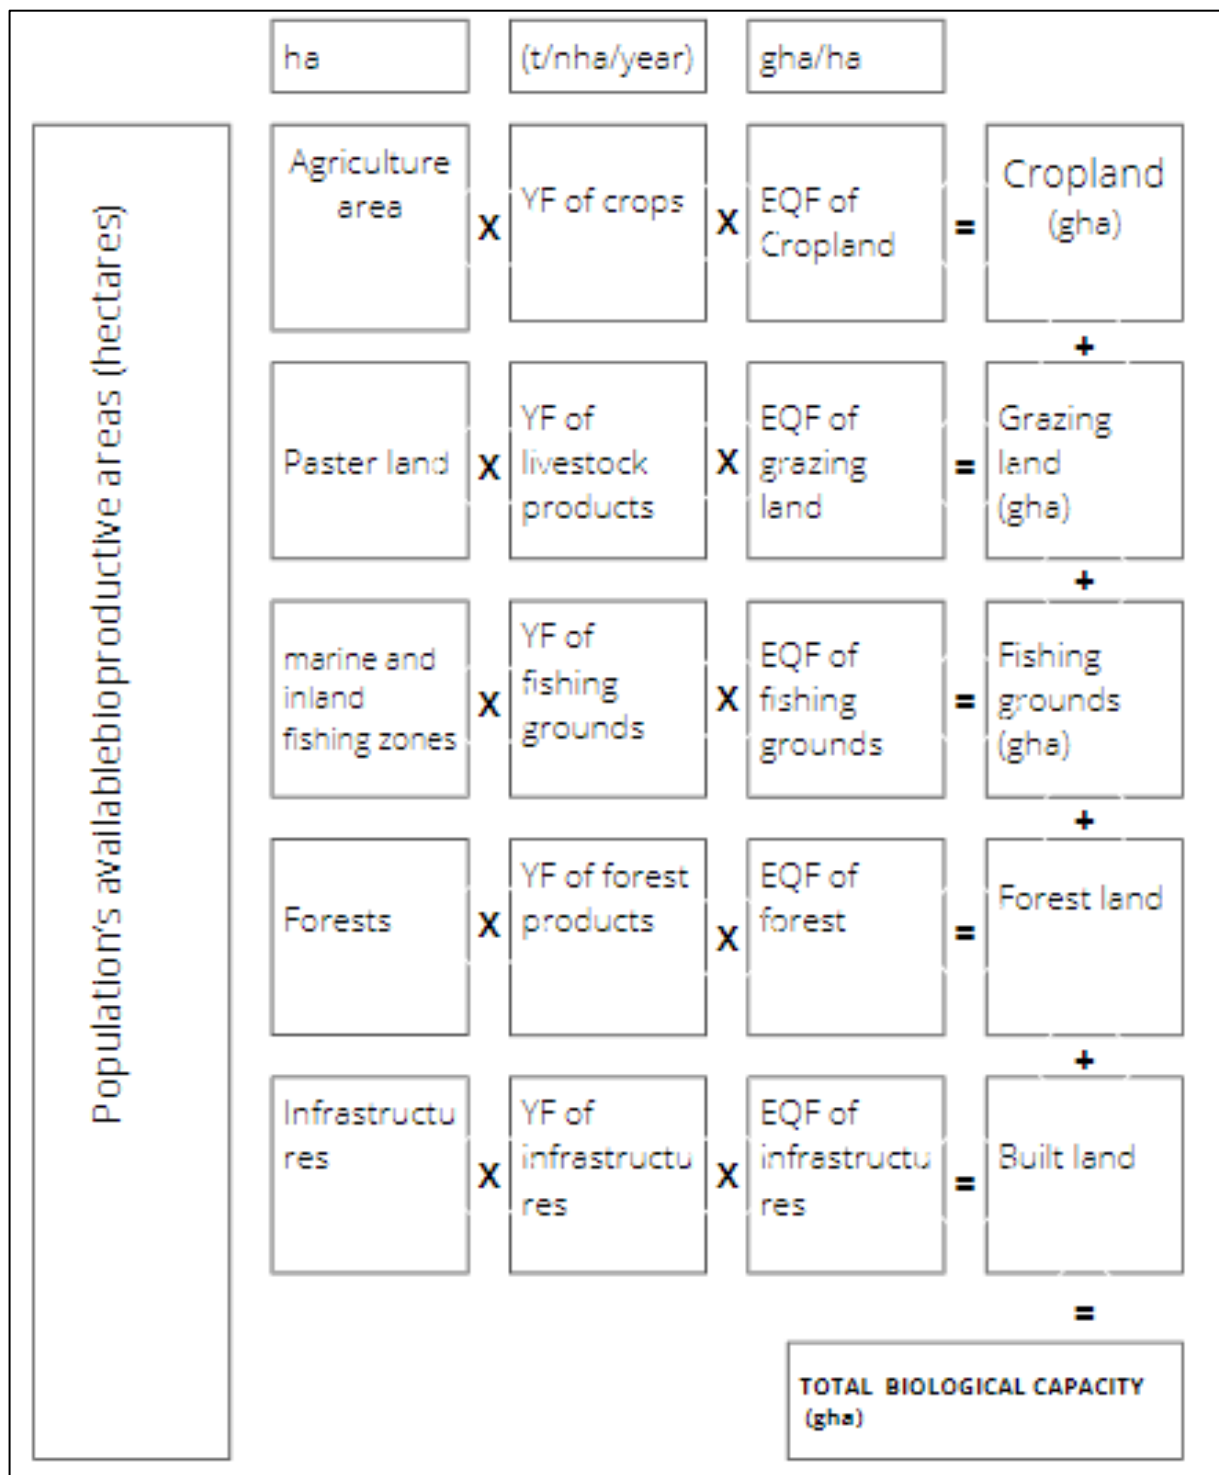 ha
(t/nha/year)
gha/ha
Population's availablebloproductive areas (hectares)
Agriculture
area
X
YF of crops
X
EQF of
Cropland
=
Cropland
(gha)
+
Paster land
X
YF of
livestock
products
X
EQF of
grazing
land
=
Grazing
land
(gha)
+
marine and
inland
fishing zones
X
YF of
fishing
grounds
X
EQF of
fishing
grounds
=
Fishing
grounds
(gha)
+
Forests
X
YF of forest
products
X
EQF of
forest
=
Forest land
+
Infrastructu
res
X
YF of
infrastructu
res
X
EQF of
infrastructu
res
=
Built land
=
TOTAL BIOLOGICAL CAPACITY
(gha)